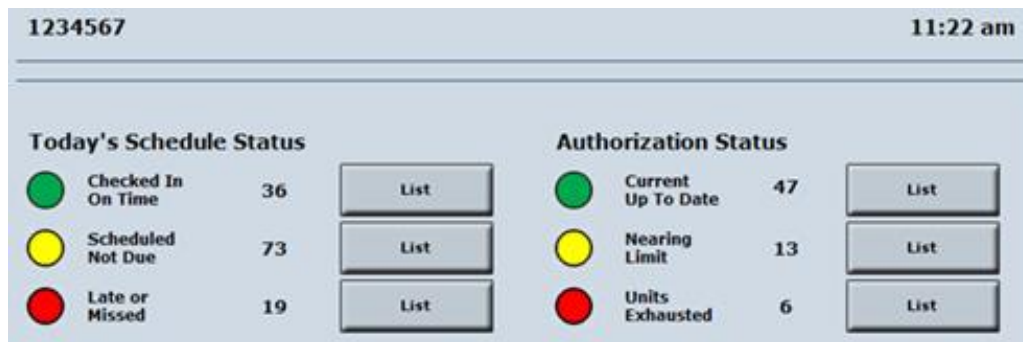 1234567 11:22 am
Today's Schedule Status
Checked In
On Time 36 List
Scheduled
Not Due 73 List
Late or
Missed 19 List
Authorization Status
Current
Up To Date 47 List
Nearing
Limit 13 List
Units
Exhausted 6 List